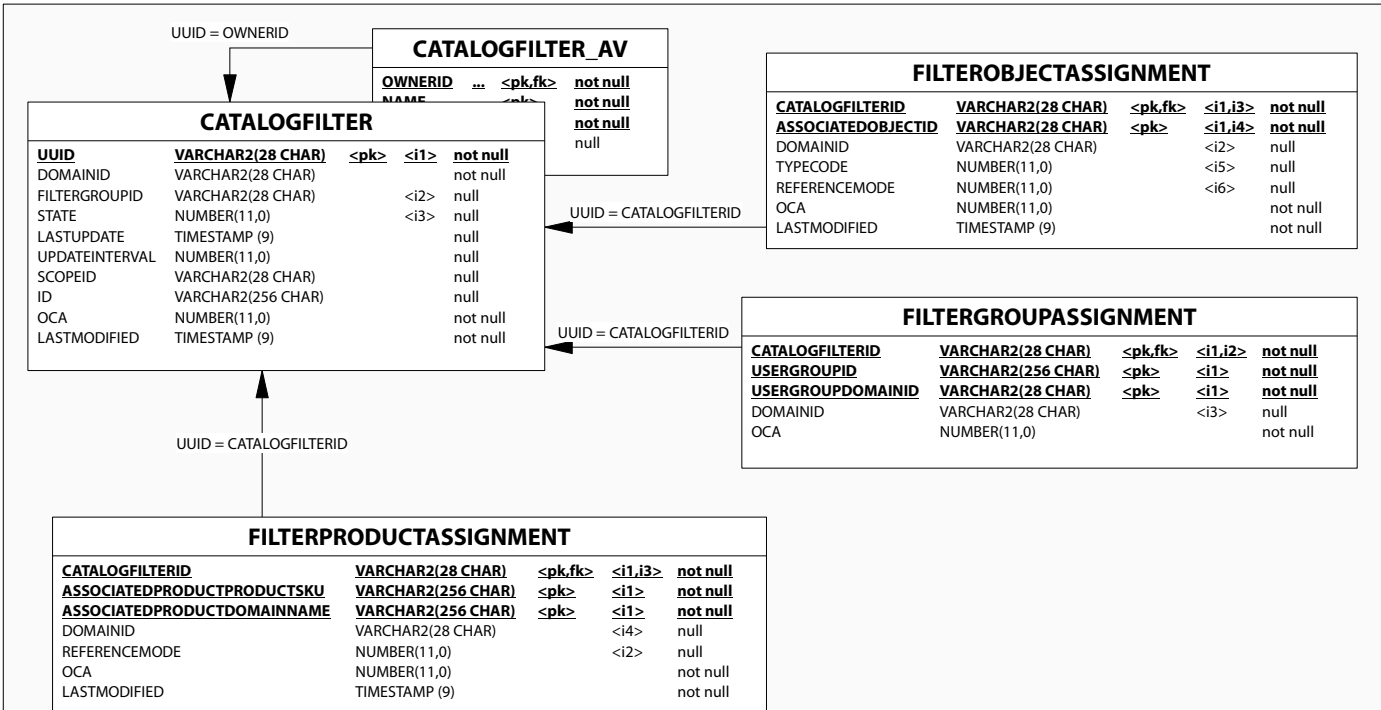 UUID = OWNERID
CATALOGFILTER_AV
OWNERID ... <pk,fk> not null
NAME <pk> not null
not null
null
CATALOGFILTER
UUID VARCHAR2(28 CHAR) <pk> <i1> not null
DOMAINID VARCHAR2(28 CHAR) not null
FILTERGROUPID VARCHAR2(28 CHAR) <i2> null
STATE NUMBER(11,0) <i3> null
LASTUPDATE TIMESTAMP (9) null
UPDATEINTERVAL NUMBER(11,0) null
SCOPEID VARCHAR2(28 CHAR) null
ID VARCHAR2(256 CHAR) null
OCA NUMBER(11,0) not null
LASTMODIFIED TIMESTAMP (9) not null
FILTEROBJECTASSIGNMENT
CATALOGFILTERID VARCHAR2(28 CHAR) <pk,fk> <i1,i3> not null
ASSOCIATEDOBJECTID VARCHAR2(28 CHAR) <pk> <i1,i4> not null
DOMAINID VARCHAR2(28 CHAR) <i2> null
TYPECODE NUMBER(11,0) <i5> null
REFERENCEMODE NUMBER(11,0) <i6> null
OCA NUMBER(11,0) not null
LASTMODIFIED TIMESTAMP (9) not null
UUID = CATALOGFILTERID
UUID = CATALOGFILTERID
FILTERGROUPASSIGNMENT
CATALOGFILTERID VARCHAR2(28 CHAR) <pk,fk> <i1,i2> not null
USERGROUPID VARCHAR2(256 CHAR) <pk> <i1> not null
USERGROUPDOMAINID VARCHAR2(28 CHAR) <pk> <i1> not null
DOMAINID VARCHAR2(28 CHAR) <i3> null
OCA NUMBER(11,0) not null
UUID = CATALOGFILTERID
FILTERPRODUCTASSIGNMENT
CATALOGFILTERID VARCHAR2(28 CHAR) <pk,fk> <i1,i3> not null
ASSOCIATEDPRODUCTPRODUCTSKU VARCHAR2(256 CHAR) <pk> <i1> not null
ASSOCIATEDPRODUCTDOMAINNAME VARCHAR2(256 CHAR) <pk> <i1> not null
DOMAINID VARCHAR2(28 CHAR) <i4> null
REFERENCEMODE NUMBER(11,0) <i2> null
OCA NUMBER(11,0) not null
LASTMODIFIED TIMESTAMP (9) not null